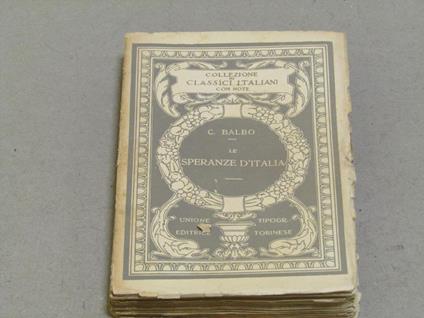 COLLEZIONE
DI
CLASSICI ITALIANI
CON NOTE
C. BALBO
LE
SPERANZE D'ITALIA
UNIONE TIPOGR.
EDITRICE TORINESE